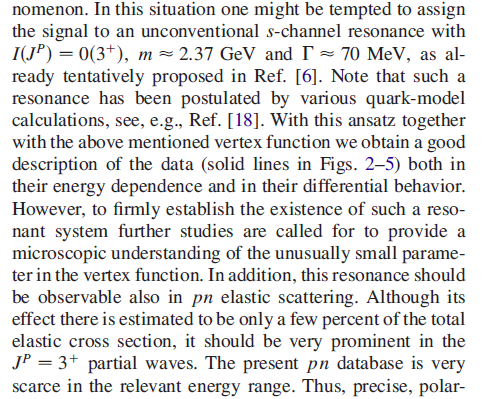 nomenon. In this situation one might be tempted to assign
the signal to an unconventional s-channel resonance with
I(Jᴾ) = 0(3⁺), m ≈ 2.37 GeV and Γ ≈ 70 MeV, as al-
ready tentatively proposed in Ref. [6]. Note that such a
resonance has been postulated by various quark-model
calculations, see, e.g., Ref. [18]. With this ansatz together
with the above mentioned vertex function we obtain a good
description of the data (solid lines in Figs. 2–5) both in
their energy dependence and in their differential behavior.
However, to firmly establish the existence of such a reso-
nant system further studies are called for to provide a
microscopic understanding of the unusually small parame-
ter in the vertex function. In addition, this resonance should
be observable also in pn elastic scattering. Although its
effect there is estimated to be only a few percent of the total
elastic cross section, it should be very prominent in the
Jᴾ = 3⁺ partial waves. The present pn database is very
scarce in the relevant energy range. Thus, precise, polar-